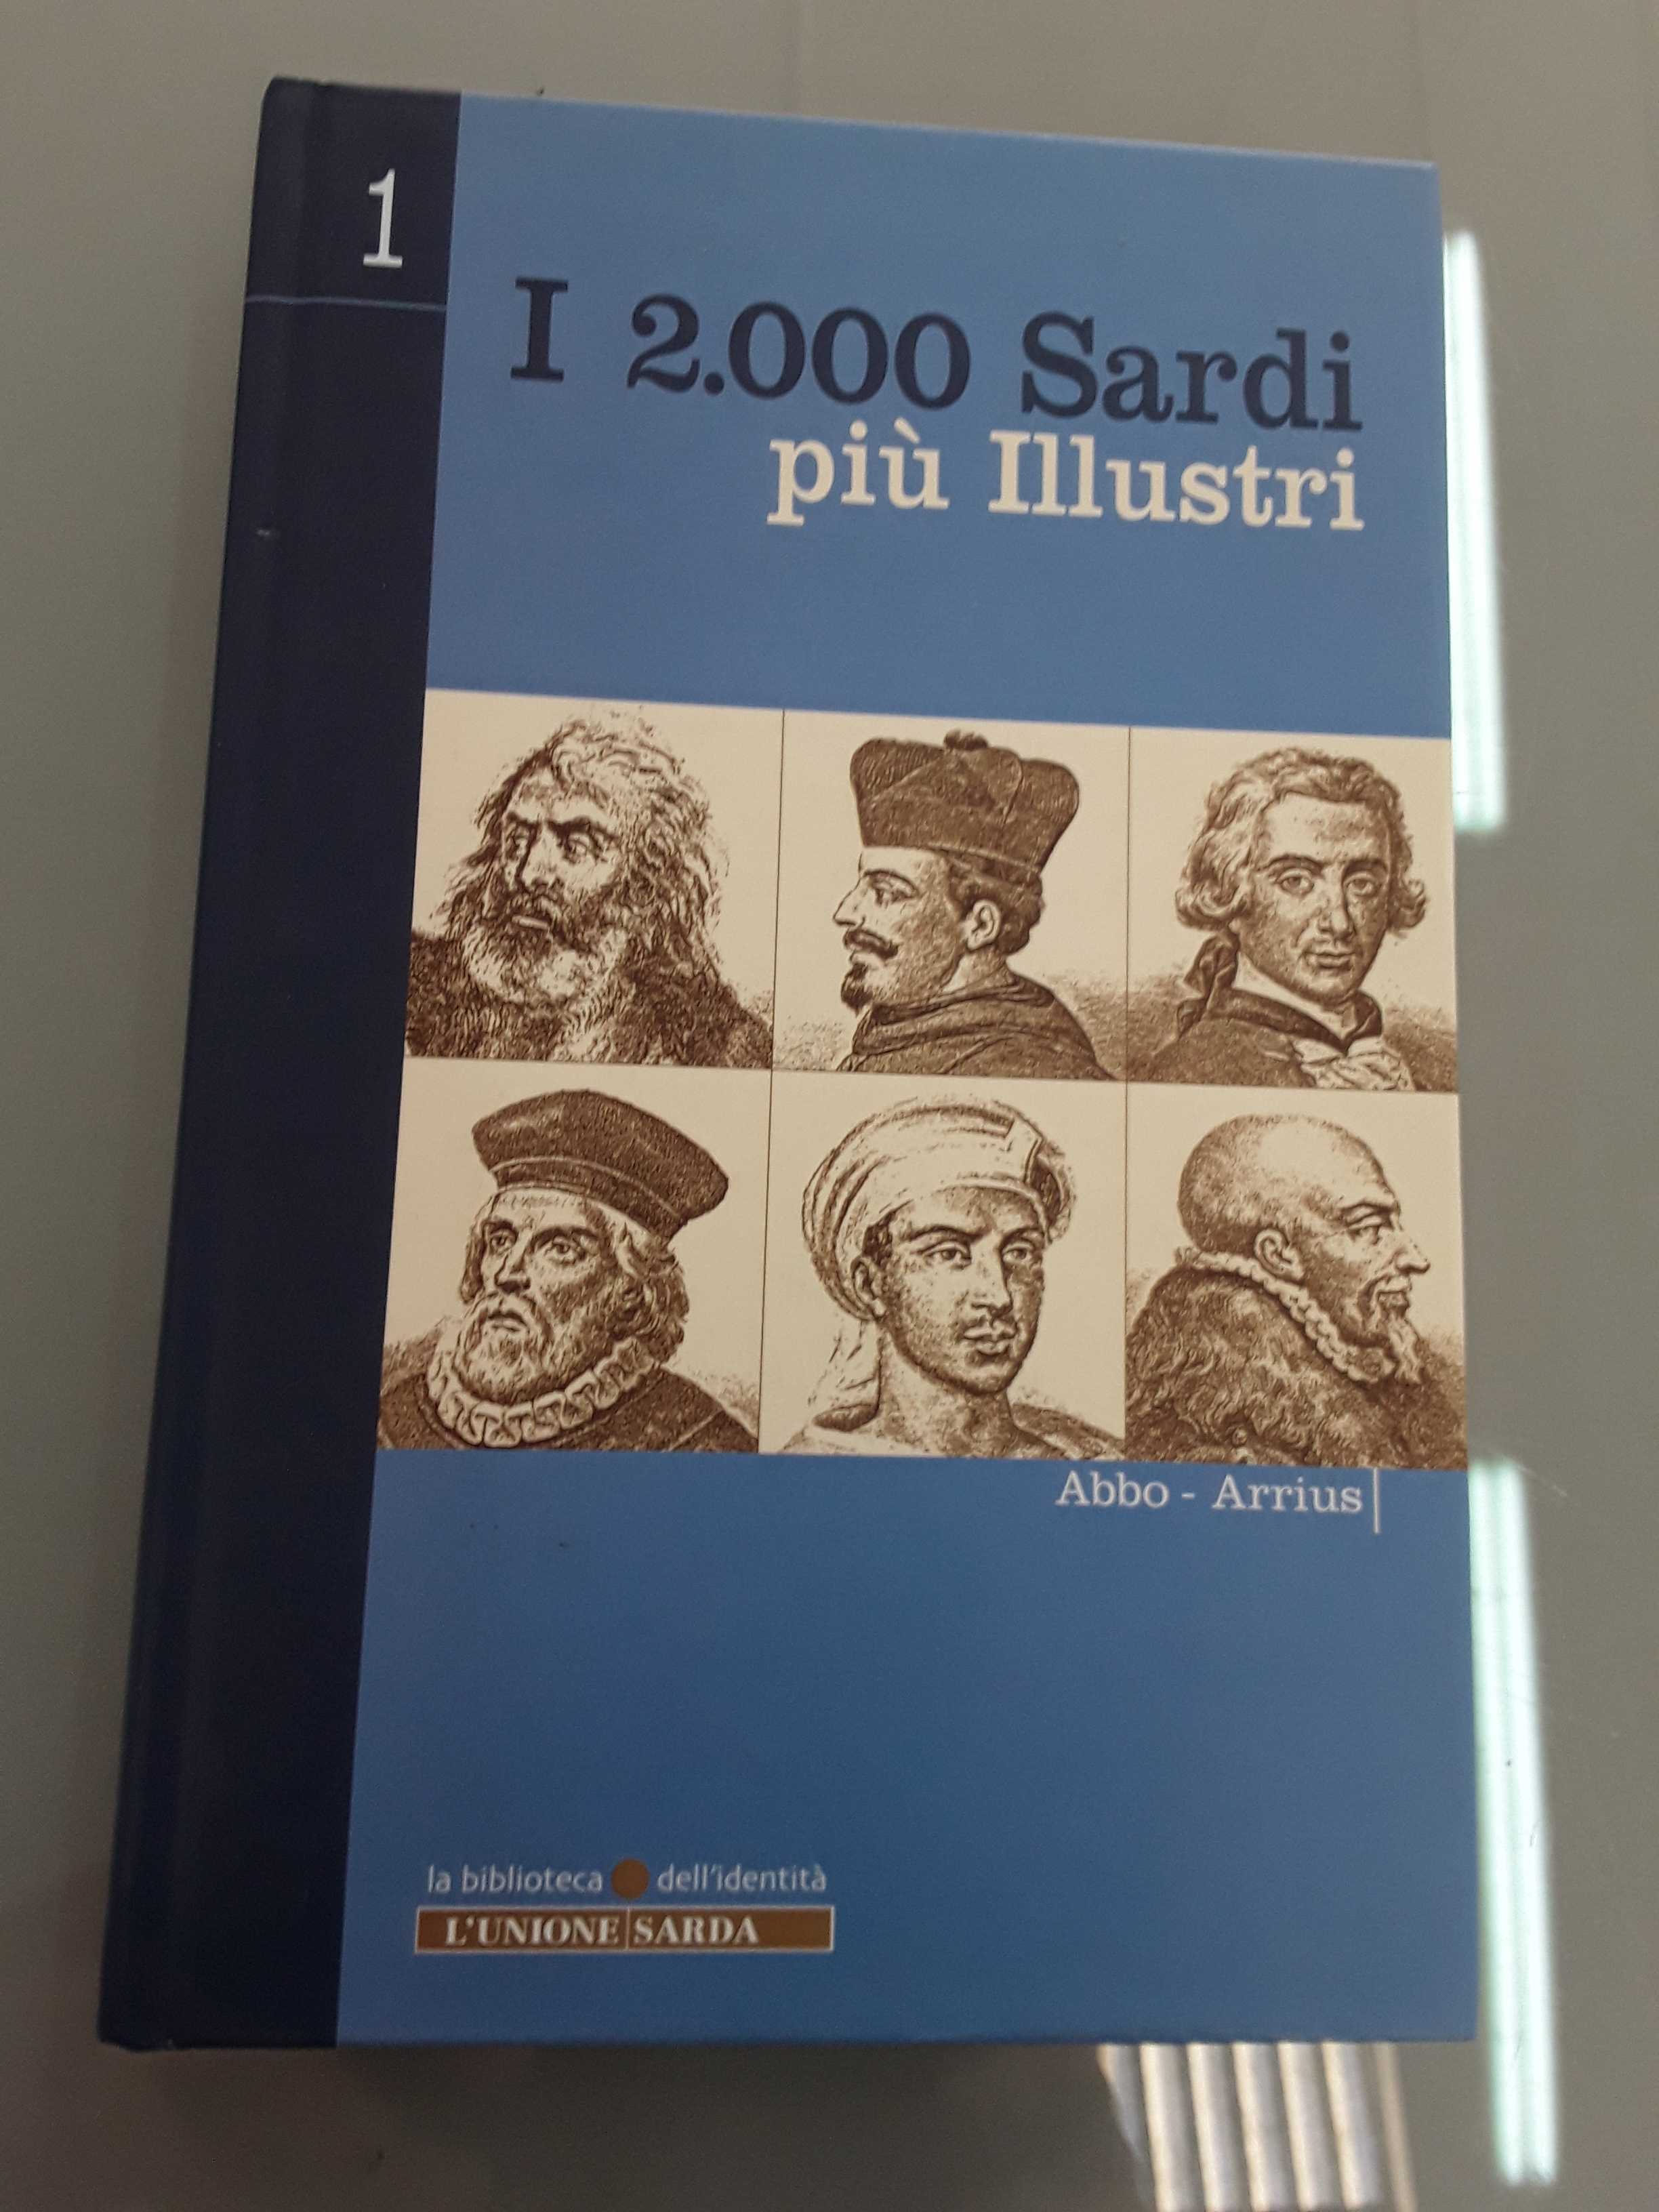 1
I 2.000 Sardi
più Illustri
Abbo - Arrius
la biblioteca dell'identità
L'UNIONE SARDA